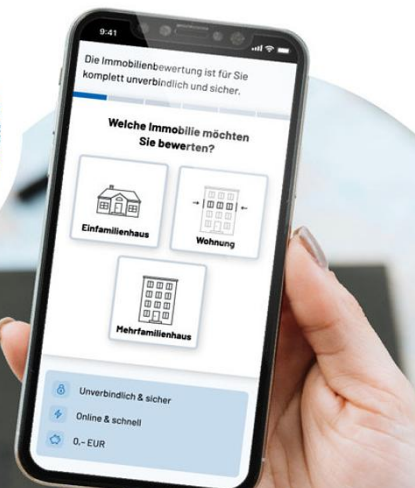 9:41
Die Immobilienbewertung ist für Sie
komplett unverbindlich und sicher.
Welche Immobilie möchten
Sie bewerten?
Einfamilienhaus
Wohnung
Mehrfamilienhaus
Unverbindlich & sicher
Online & schnell
0,- EUR